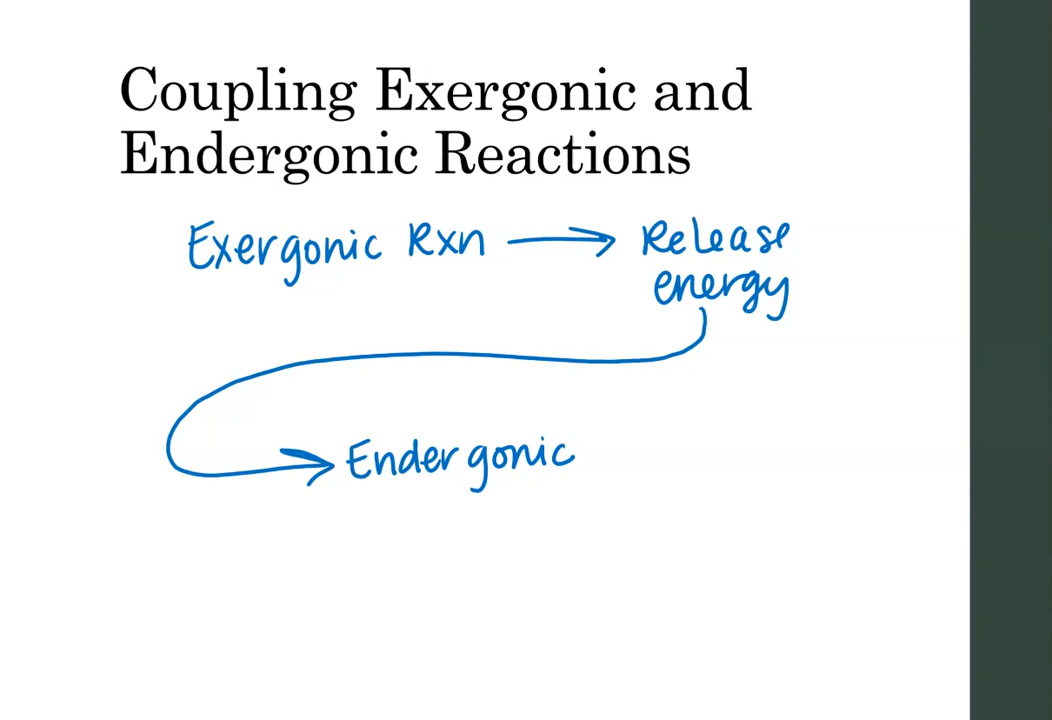 Coupling Exergonic and
Endergonic Reactions
Exergonic Rxn → Release
energy
Endergonic